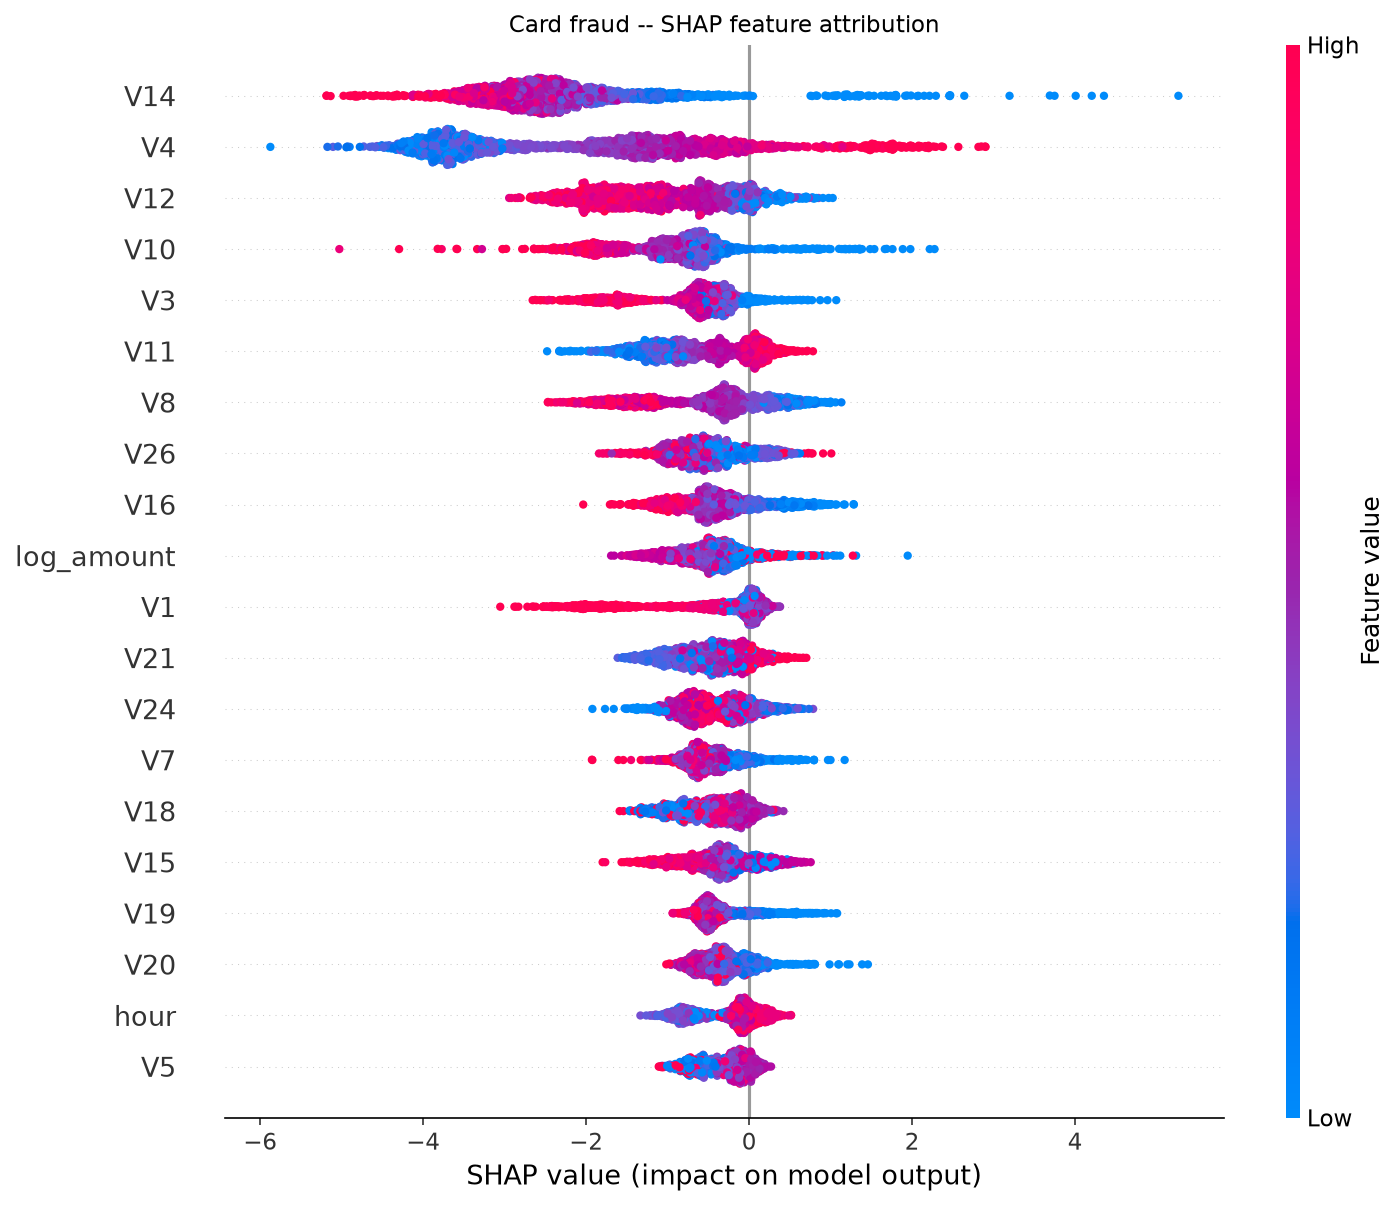 Card fraud -- SHAP feature attribution
High
V14
V4
V12
V10
V3
V11
V8
V26
V16
log_amount
V1
V21
V24
V7
V18
V15
V19
V20
hour
V5
Feature value
Low
−6 −4 −2 0 2 4
SHAP value (impact on model output)